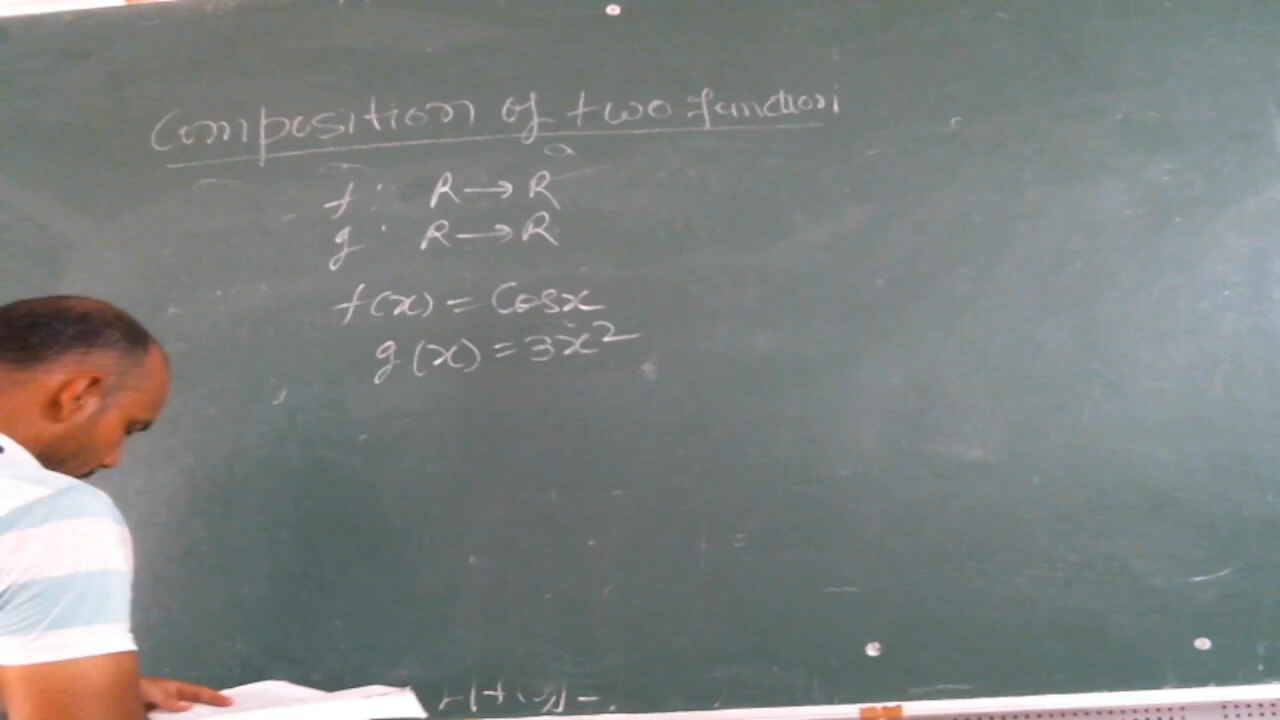 Composition of two function
f: R→R
g: R→R
f(x) = Cosx
g(x) = 3x²